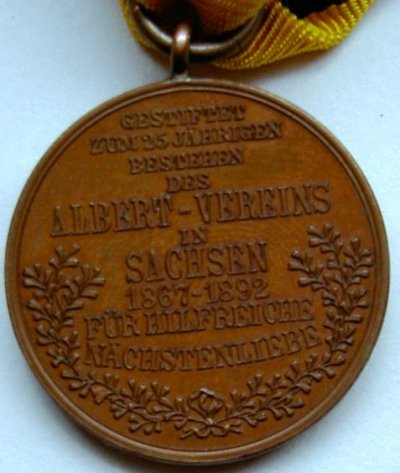 GESTIFTET
ZUM 25 JÄHRIGEN
BESTEHEN
DES
ALBERT-VEREINS
IN
SACHSEN
1867-1892
FÜR HILFREICHE
NÄCHSTENLIEBE